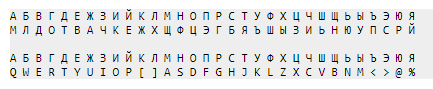 А Б В Г Д Е Ж З И Й К Л М Н О П Р С Т У Ф Х Ц Ч Ш Щ Ь Ы Ъ Э Ю Я
М Л Д О Т В А Ч К Е Ж Х Щ Ф Ц Э Г Б Я Ъ Ш Ы З И Ь Н Ю У П С Р Й
А Б В Г Д Е Ж З И Й К Л М Н О П Р С Т У Ф Х Ц Ч Ш Щ Ь Ы Ъ Э Ю Я
Q W E R T Y U I O P [ ] A S D F G H J K L Z X C V B N M < > @ %